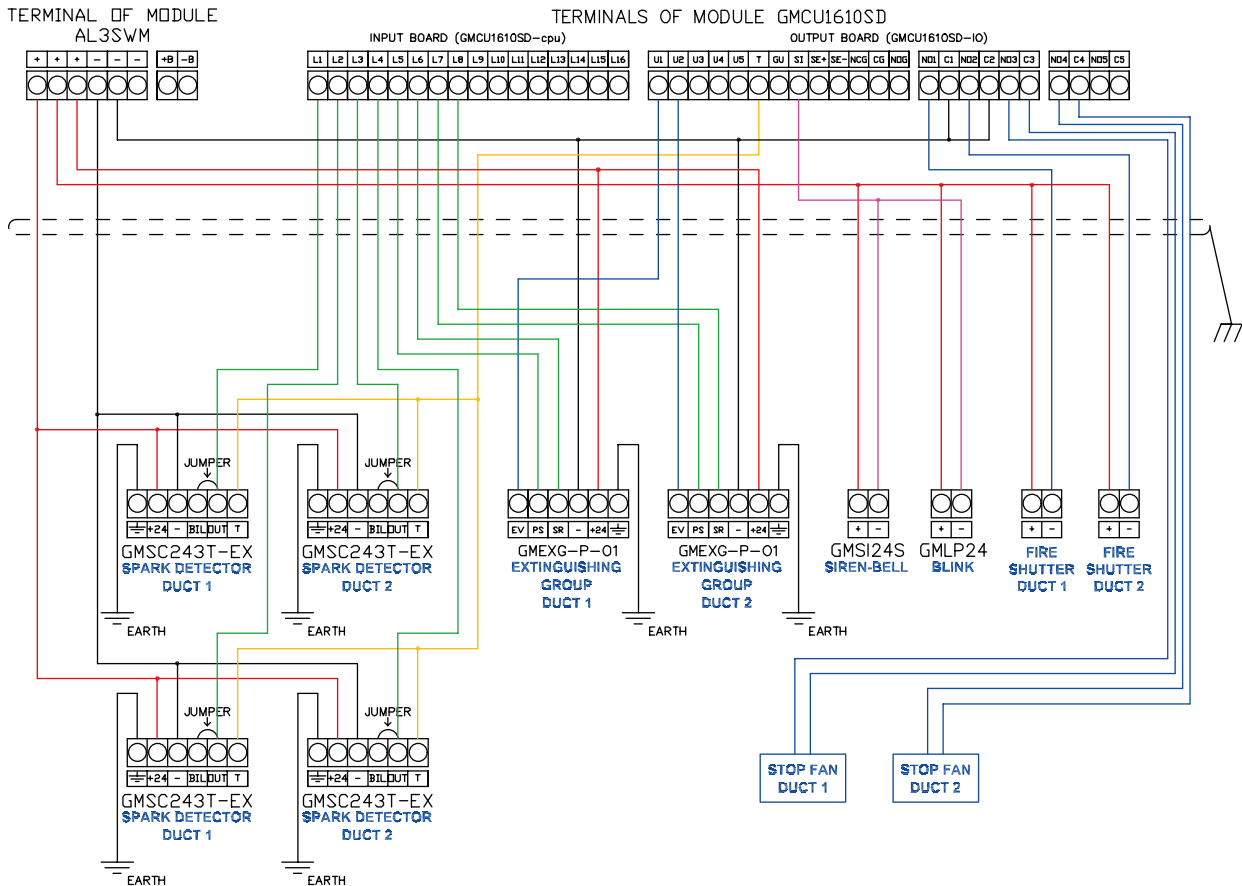 TERMINAL OF MODULE
AL3SWM
TERMINALS OF MODULE GMCU1610SD
INPUT BOARD (GMCU1610SD-cpu)
OUTPUT BOARD (GMCU1610SD-IO)
+ + + - - - +B -B
L1 L2 L3 L4 L5 L6 L7 L8 L9 L10 L11 L12 L13 L14 L15 L16
U1 U2 U3 U4 U5 T GU SI SE+ SE- NCG CG NOG
NO1 C1 NO2 C2 NO3 C3
NO4 C4 NO5 C5
JUMPER
JUMPER
+24 - BIL OUT T
+24 - BIL OUT T
EV PS SR - +24
EV PS SR - +24
+ -
+ -
+ -
+ -
GMSC243T-EX
SPARK DETECTOR
DUCT 1
GMSC243T-EX
SPARK DETECTOR
DUCT 2
GMEXG-P-01
EXTINGUISHING
GROUP
DUCT 1
GMEXG-P-01
EXTINGUISHING
GROUP
DUCT 2
GMSI24S
SIREN-BELL
GMLP24
BLINK
FIRE
SHUTTER
DUCT 1
FIRE
SHUTTER
DUCT 2
EARTH
EARTH
EARTH
EARTH
JUMPER
JUMPER
+24 - BIL OUT T
+24 - BIL OUT T
GMSC243T-EX
SPARK DETECTOR
DUCT 1
GMSC243T-EX
SPARK DETECTOR
DUCT 2
STOP FAN
DUCT 1
STOP FAN
DUCT 2
EARTH
EARTH